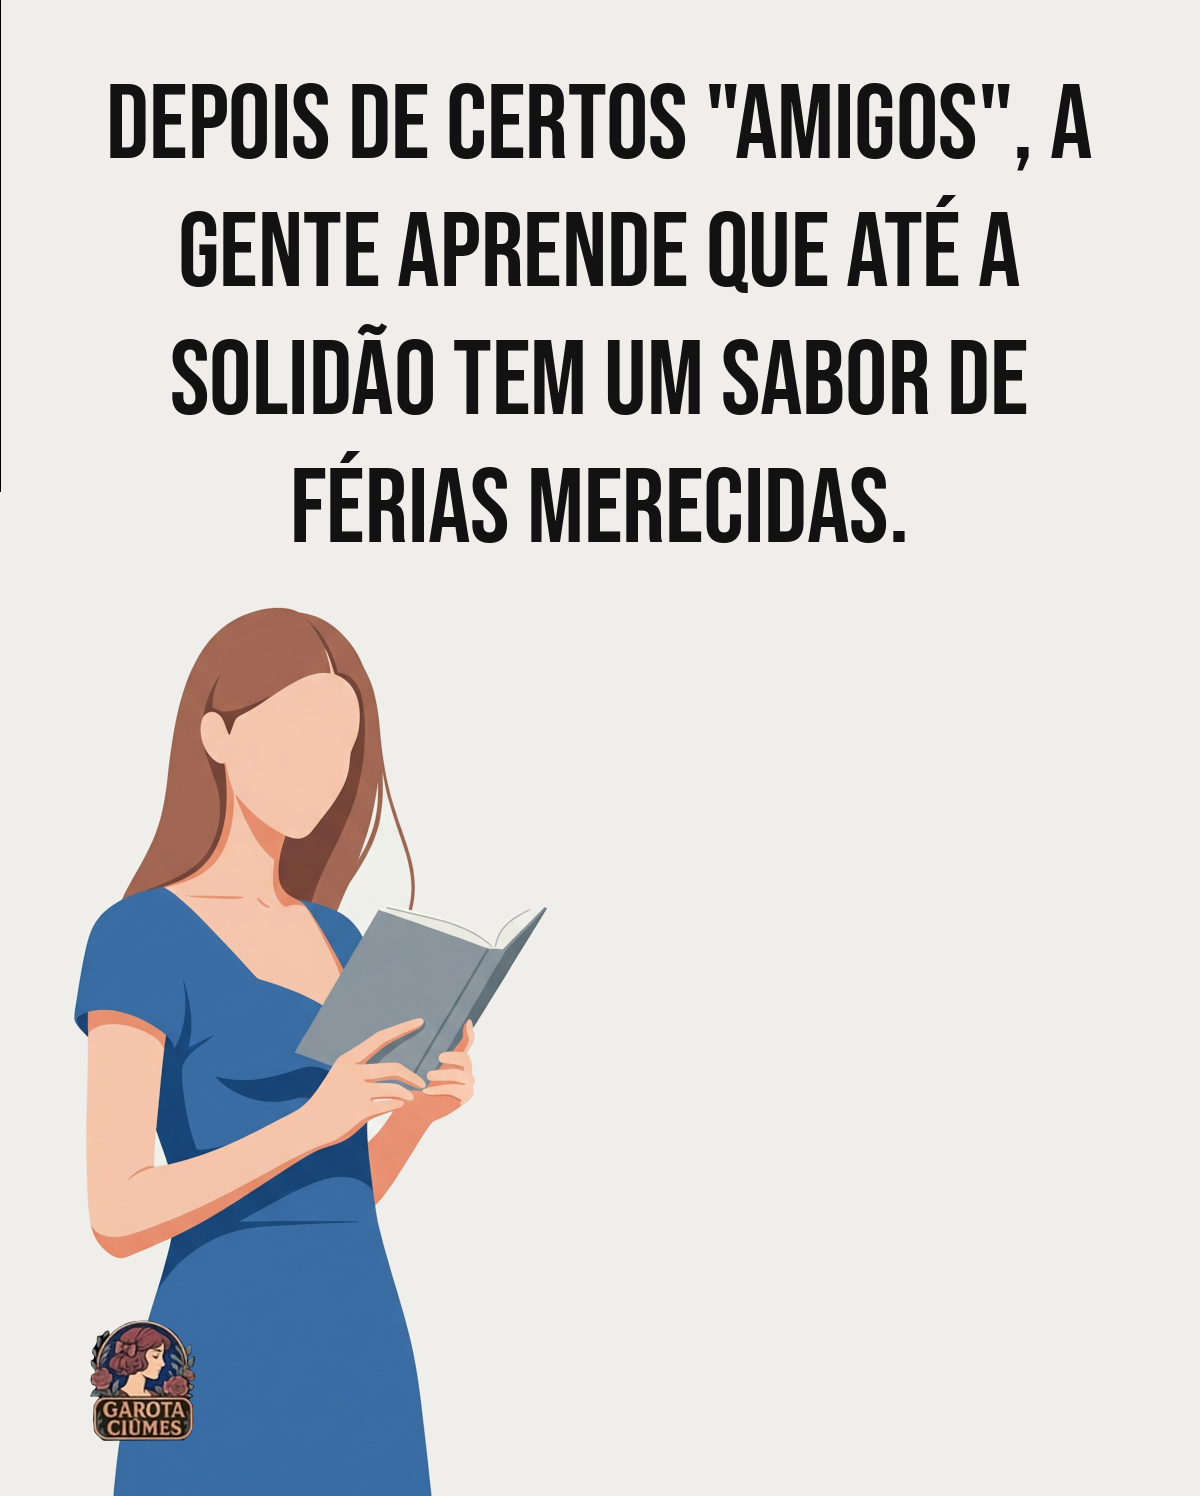 DEPOIS DE CERTOS "AMIGOS", A
GENTE APRENDE QUE ATÉ A
SOLIDÃO TEM UM SABOR DE
FÉRIAS MERECIDAS.
GAROTA
CIÚMES